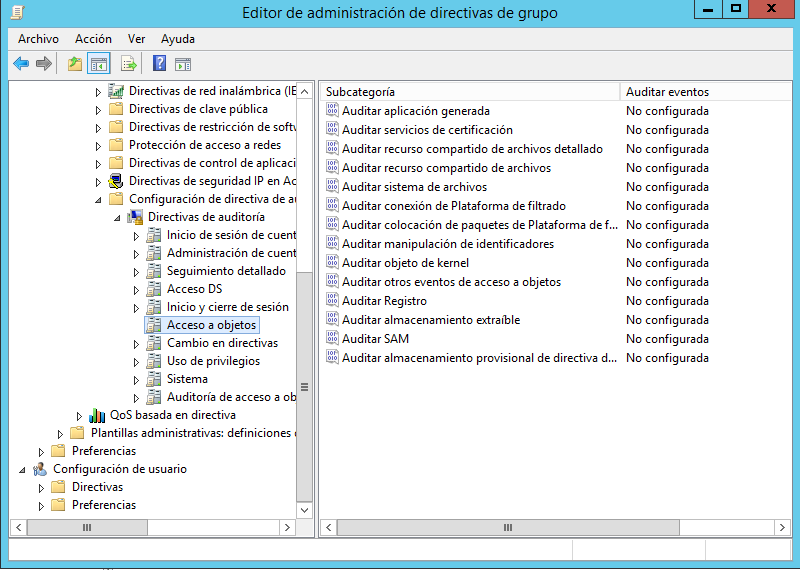 Editor de administración de directivas de grupo
Archivo Acción Ver Ayuda
Directivas de red inalámbrica (IE
Directivas de clave pública
Directivas de restricción de softw
Protección de acceso a redes
Directivas de control de aplicaci
Directivas de seguridad IP en Ac
Configuración de directiva de au
Directivas de auditoría
Inicio de sesión de cuent
Administración de cuent
Seguimiento detallado
Acceso DS
Inicio y cierre de sesión
Acceso a objetos
Cambio en directivas
Uso de privilegios
Sistema
Auditoría de acceso a ob
QoS basada en directiva
Plantillas administrativas: definiciones
Preferencias
Configuración de usuario
Directivas
Preferencias
Subcategoría Auditar eventos
Auditar aplicación generada No configurada
Auditar servicios de certificación No configurada
Auditar recurso compartido de archivos detallado No configurada
Auditar recurso compartido de archivos No configurada
Auditar sistema de archivos No configurada
Auditar conexión de Plataforma de filtrado No configurada
Auditar colocación de paquetes de Plataforma de f... No configurada
Auditar manipulación de identificadores No configurada
Auditar objeto de kernel No configurada
Auditar otros eventos de acceso a objetos No configurada
Auditar Registro No configurada
Auditar almacenamiento extraíble No configurada
Auditar SAM No configurada
Auditar almacenamiento provisional de directiva d... No configurada